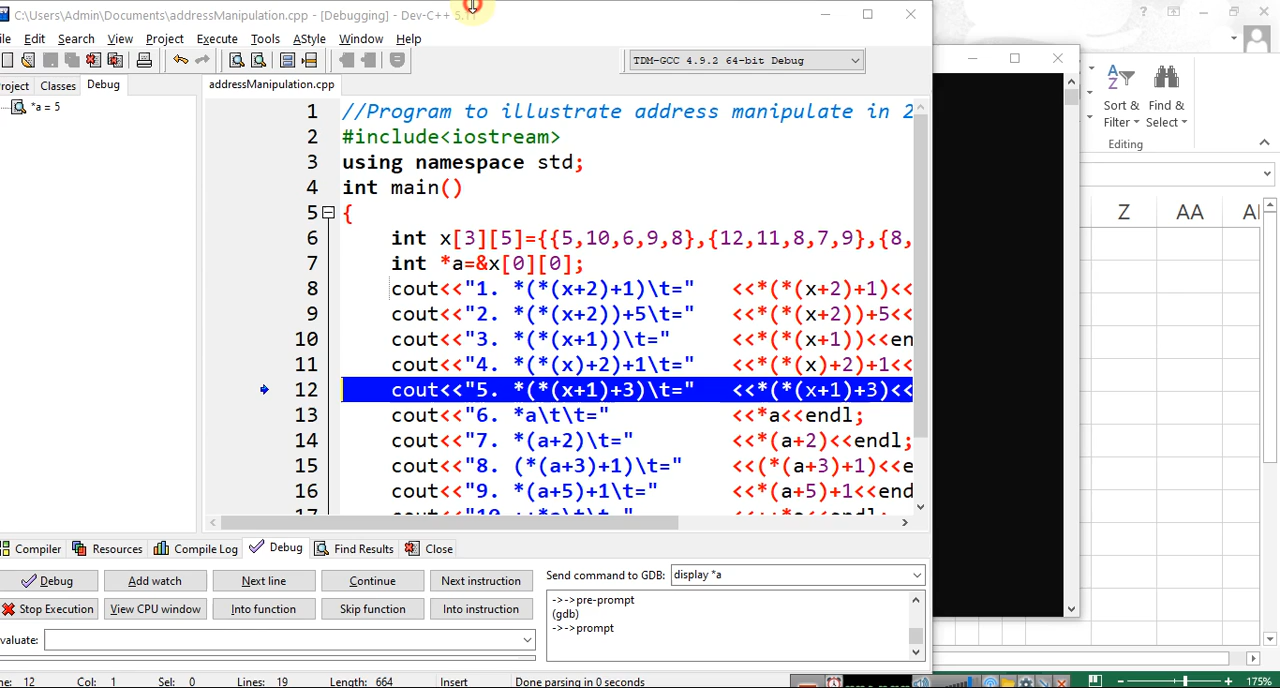 C:\Users\Admin\Documents\addressManipulation.cpp - [Debugging] - Dev-C++ 5.11
ile Edit Search View Project Execute Tools AStyle Window Help
TDM-GCC 4.9.2 64-bit Debug
roject Classes Debug
addressManipulation.cpp
*a = 5
1 //Program to illustrate address manipulate in 2
2 #include<iostream>
3 using namespace std;
4 int main()
5 {
6 int x[3][5]={{5,10,6,9,8},{12,11,8,7,9},{8,
7 int *a=&x[0][0];
8 cout<<"1. *(*(x+2)+1)\t=" <<*(*(x+2)+1)<<
9 cout<<"2. *(*(x+2))+5\t=" <<*(*(x+2))+5<<
10 cout<<"3. *(*(x+1))\t=" <<*(*(x+1))<<en
11 cout<<"4. *(*(x)+2)+1\t=" <<*(*(x)+2)+1<<
12 cout<<"5. *(*(x+1)+3)\t=" <<*(*(x+1)+3)<<
13 cout<<"6. *a\t\t=" <<*a<<endl;
14 cout<<"7. *(a+2)\t=" <<*(a+2)<<endl;
15 cout<<"8. (*(a+3)+1)\t=" <<(*(a+3)+1)<<e
16 cout<<"9. *(a+5)+1\t=" <<*(a+5)+1<<end
Compiler Resources Compile Log Debug Find Results Close
Debug Add watch Next line Continue Next instruction
Stop Execution View CPU window Into function Skip function Into instruction
Send command to GDB: display *a
->->pre-prompt
(gdb)
->->prompt
valuate:
ne: 12 Col: 1 Sel: 0 Lines: 19 Length: 664 Insert Done parsing in 0 seconds
Sort & Filter
Find & Select
Editing
Z AA
175%